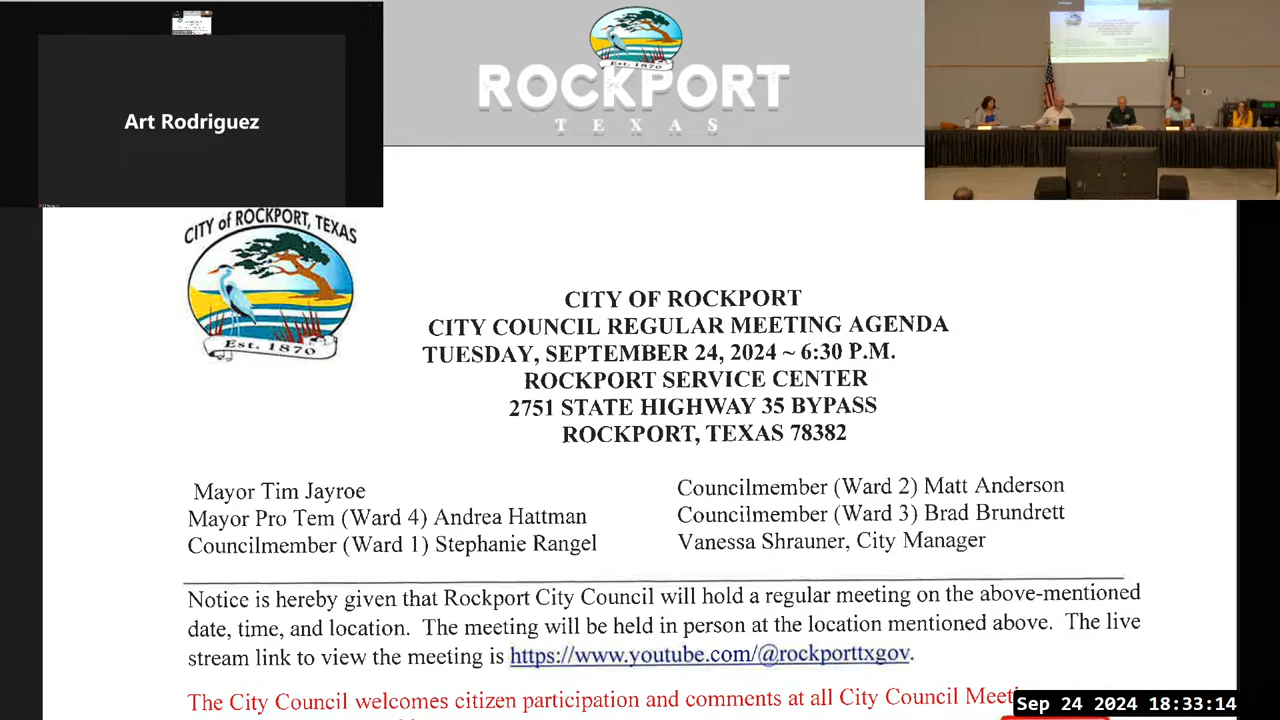 Art Rodriguez
Est. 1870
ROCKPORT
TEXAS
CITY of ROCKPORT, TEXAS
Est. 1870
CITY OF ROCKPORT
CITY COUNCIL REGULAR MEETING AGENDA
TUESDAY, SEPTEMBER 24, 2024 ~ 6:30 P.M.
ROCKPORT SERVICE CENTER
2751 STATE HIGHWAY 35 BYPASS
ROCKPORT, TEXAS 78382
Mayor Tim Jayroe
Mayor Pro Tem (Ward 4) Andrea Hattman
Councilmember (Ward 1) Stephanie Rangel
Councilmember (Ward 2) Matt Anderson
Councilmember (Ward 3) Brad Brundrett
Vanessa Shrauner, City Manager
Notice is hereby given that Rockport City Council will hold a regular meeting on the above-mentioned
date, time, and location. The meeting will be held in person at the location mentioned above. The live
stream link to view the meeting is https://www.youtube.com/@rockporttxgov.
The City Council welcomes citizen participation and comments at all City Council
Sep 24 2024 18:33:14